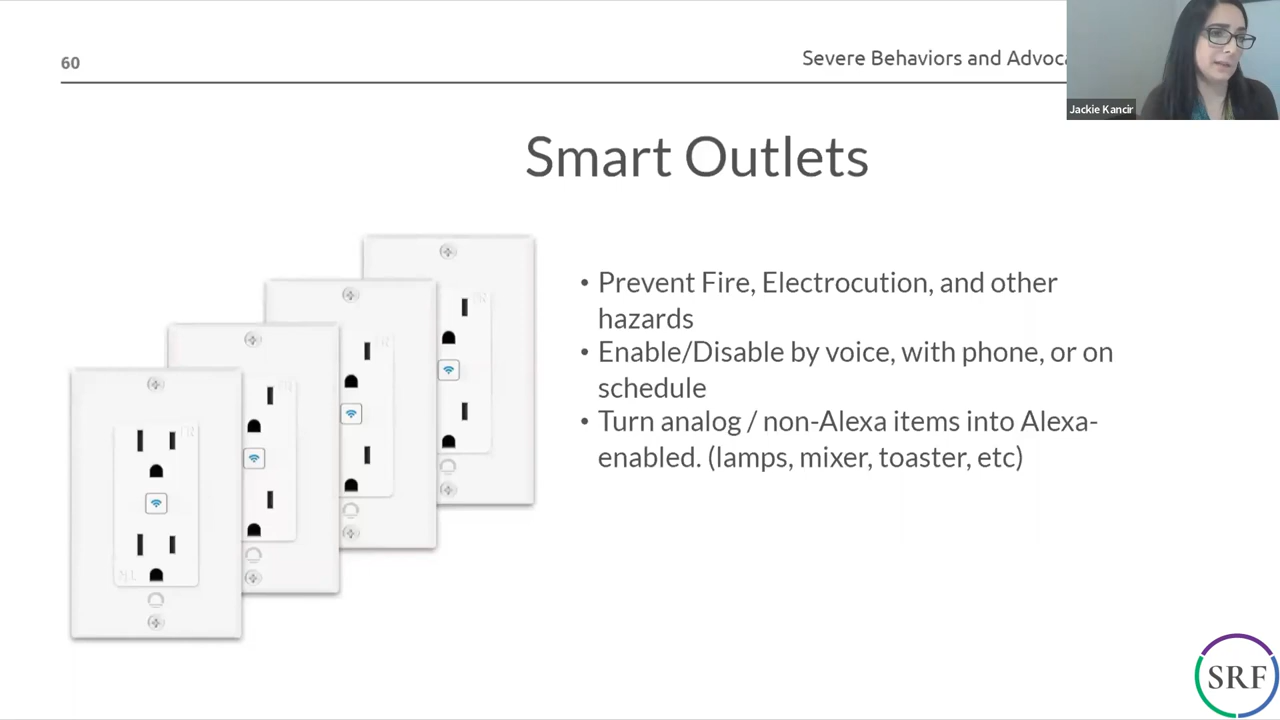 60
Severe Behaviors and Advoca
Jackie Kancir
Smart Outlets
• Prevent Fire, Electrocution, and other
hazards
• Enable/Disable by voice, with phone, or on
schedule
• Turn analog / non-Alexa items into Alexa-
enabled. (lamps, mixer, toaster, etc)
SRF